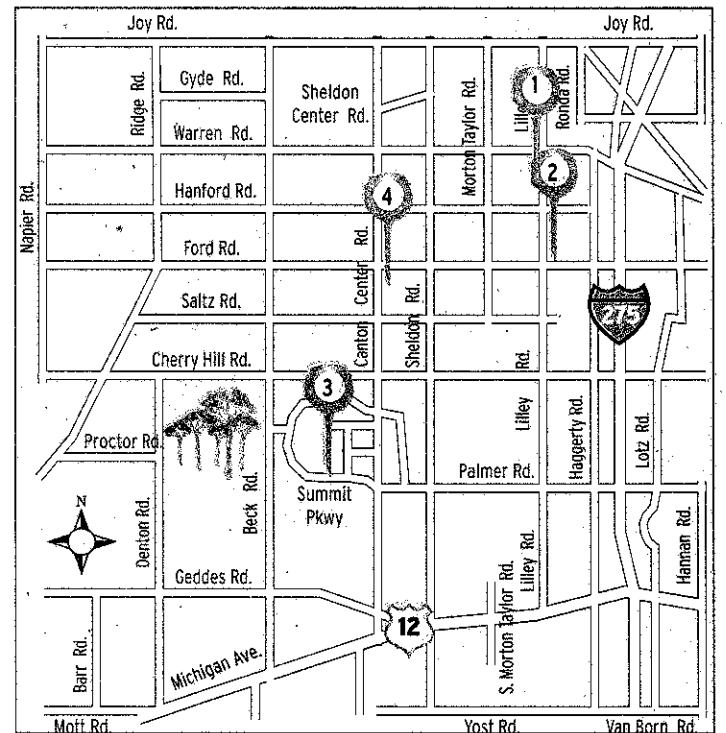 Joy Rd.
Joy Rd.
Gyde Rd.
Sheldon
Center Rd.
Ridge Rd.
Warren Rd.
Morton Taylor Rd.
1
Ronda Rd.
2
Hanford Rd.
4
Napier Rd.
Ford Rd.
Canton Center Rd.
Saltz Rd.
Sheldon Rd.
275
Cherry Hill Rd.
3
Lilley Rd.
Haggerty Rd.
Lotz Rd.
Proctor Rd.
Palmer Rd.
Beck Rd.
Summit
Pkwy
N
Denton Rd.
Hannan Rd.
Geddes Rd.
Lilley Rd.
S. Morton Taylor Rd.
12
Barr Rd.
Michigan Ave.
Mott Rd.
Yost Rd.
Van Born Rd.